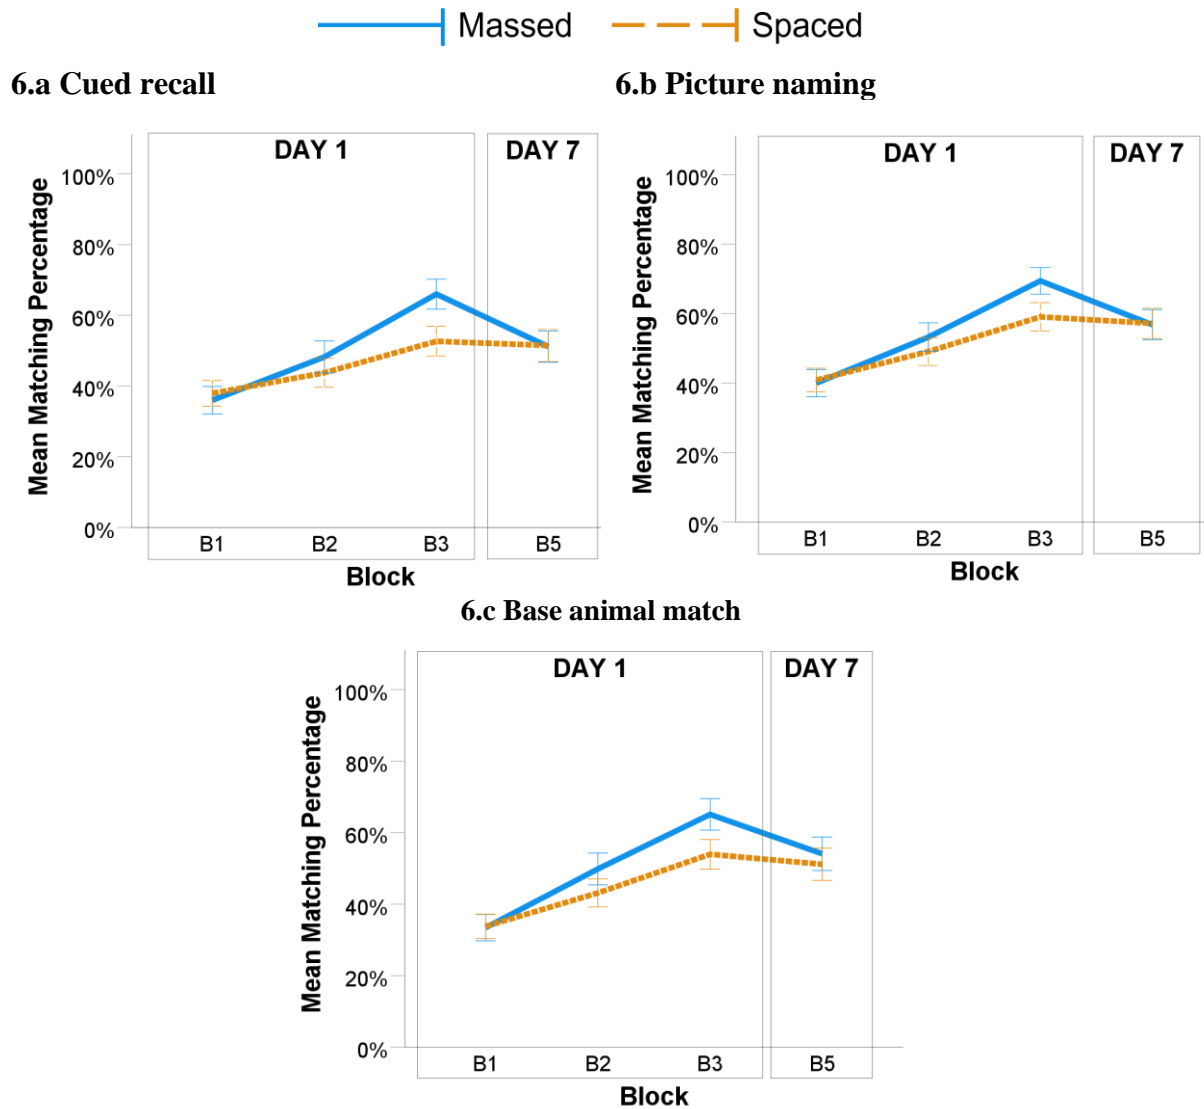 Massed Spaced
6.a Cued recall
6.b Picture naming
DAY 1 DAY 7
Mean Matching Percentage
100%
80%
60%
40%
20%
0%
B1 B2 B3 B5
Block
DAY 1 DAY 7
Mean Matching Percentage
100%
80%
60%
40%
20%
0%
B1 B2 B3 B5
Block
6.c Base animal match
DAY 1 DAY 7
Mean Matching Percentage
100%
80%
60%
40%
20%
0%
B1 B2 B3 B5
Block